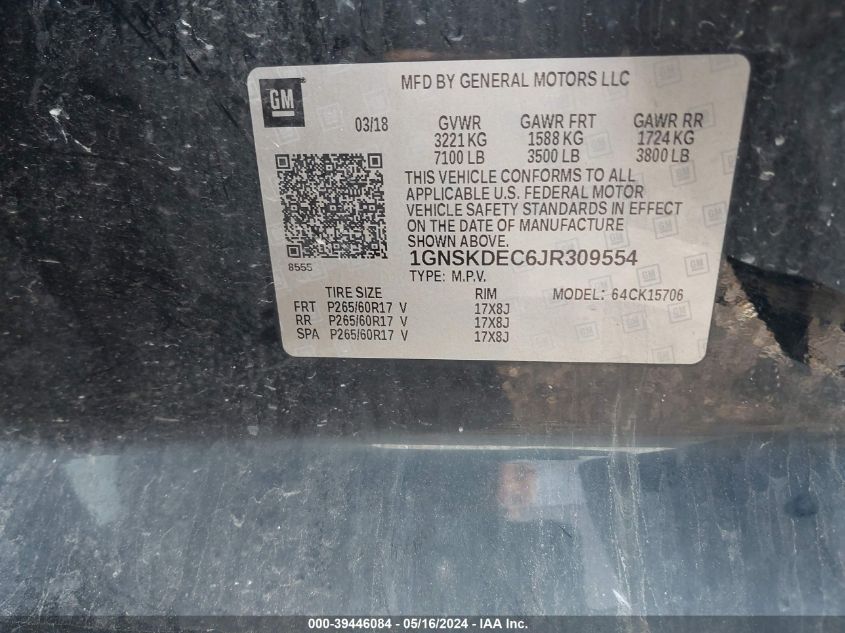 GM
MFD BY GENERAL MOTORS LLC
03/18
GVWR GAWR FRT GAWR RR
3221 KG 1588 KG 1724 KG
7100 LB 3500 LB 3800 LB
THIS VEHICLE CONFORMS TO ALL
APPLICABLE U.S. FEDERAL MOTOR
VEHICLE SAFETY STANDARDS IN EFFECT
ON THE DATE OF MANUFACTURE
SHOWN ABOVE.
1GNSKDEC6JR309554
8555
TYPE: M.P.V.
TIRE SIZE RIM MODEL: 64CK15706
FRT P265/60R17 V 17X8J
RR P265/60R17 V 17X8J
SPA P265/60R17 V 17X8J
000-39446084 - 05/16/2024 - IAA Inc.